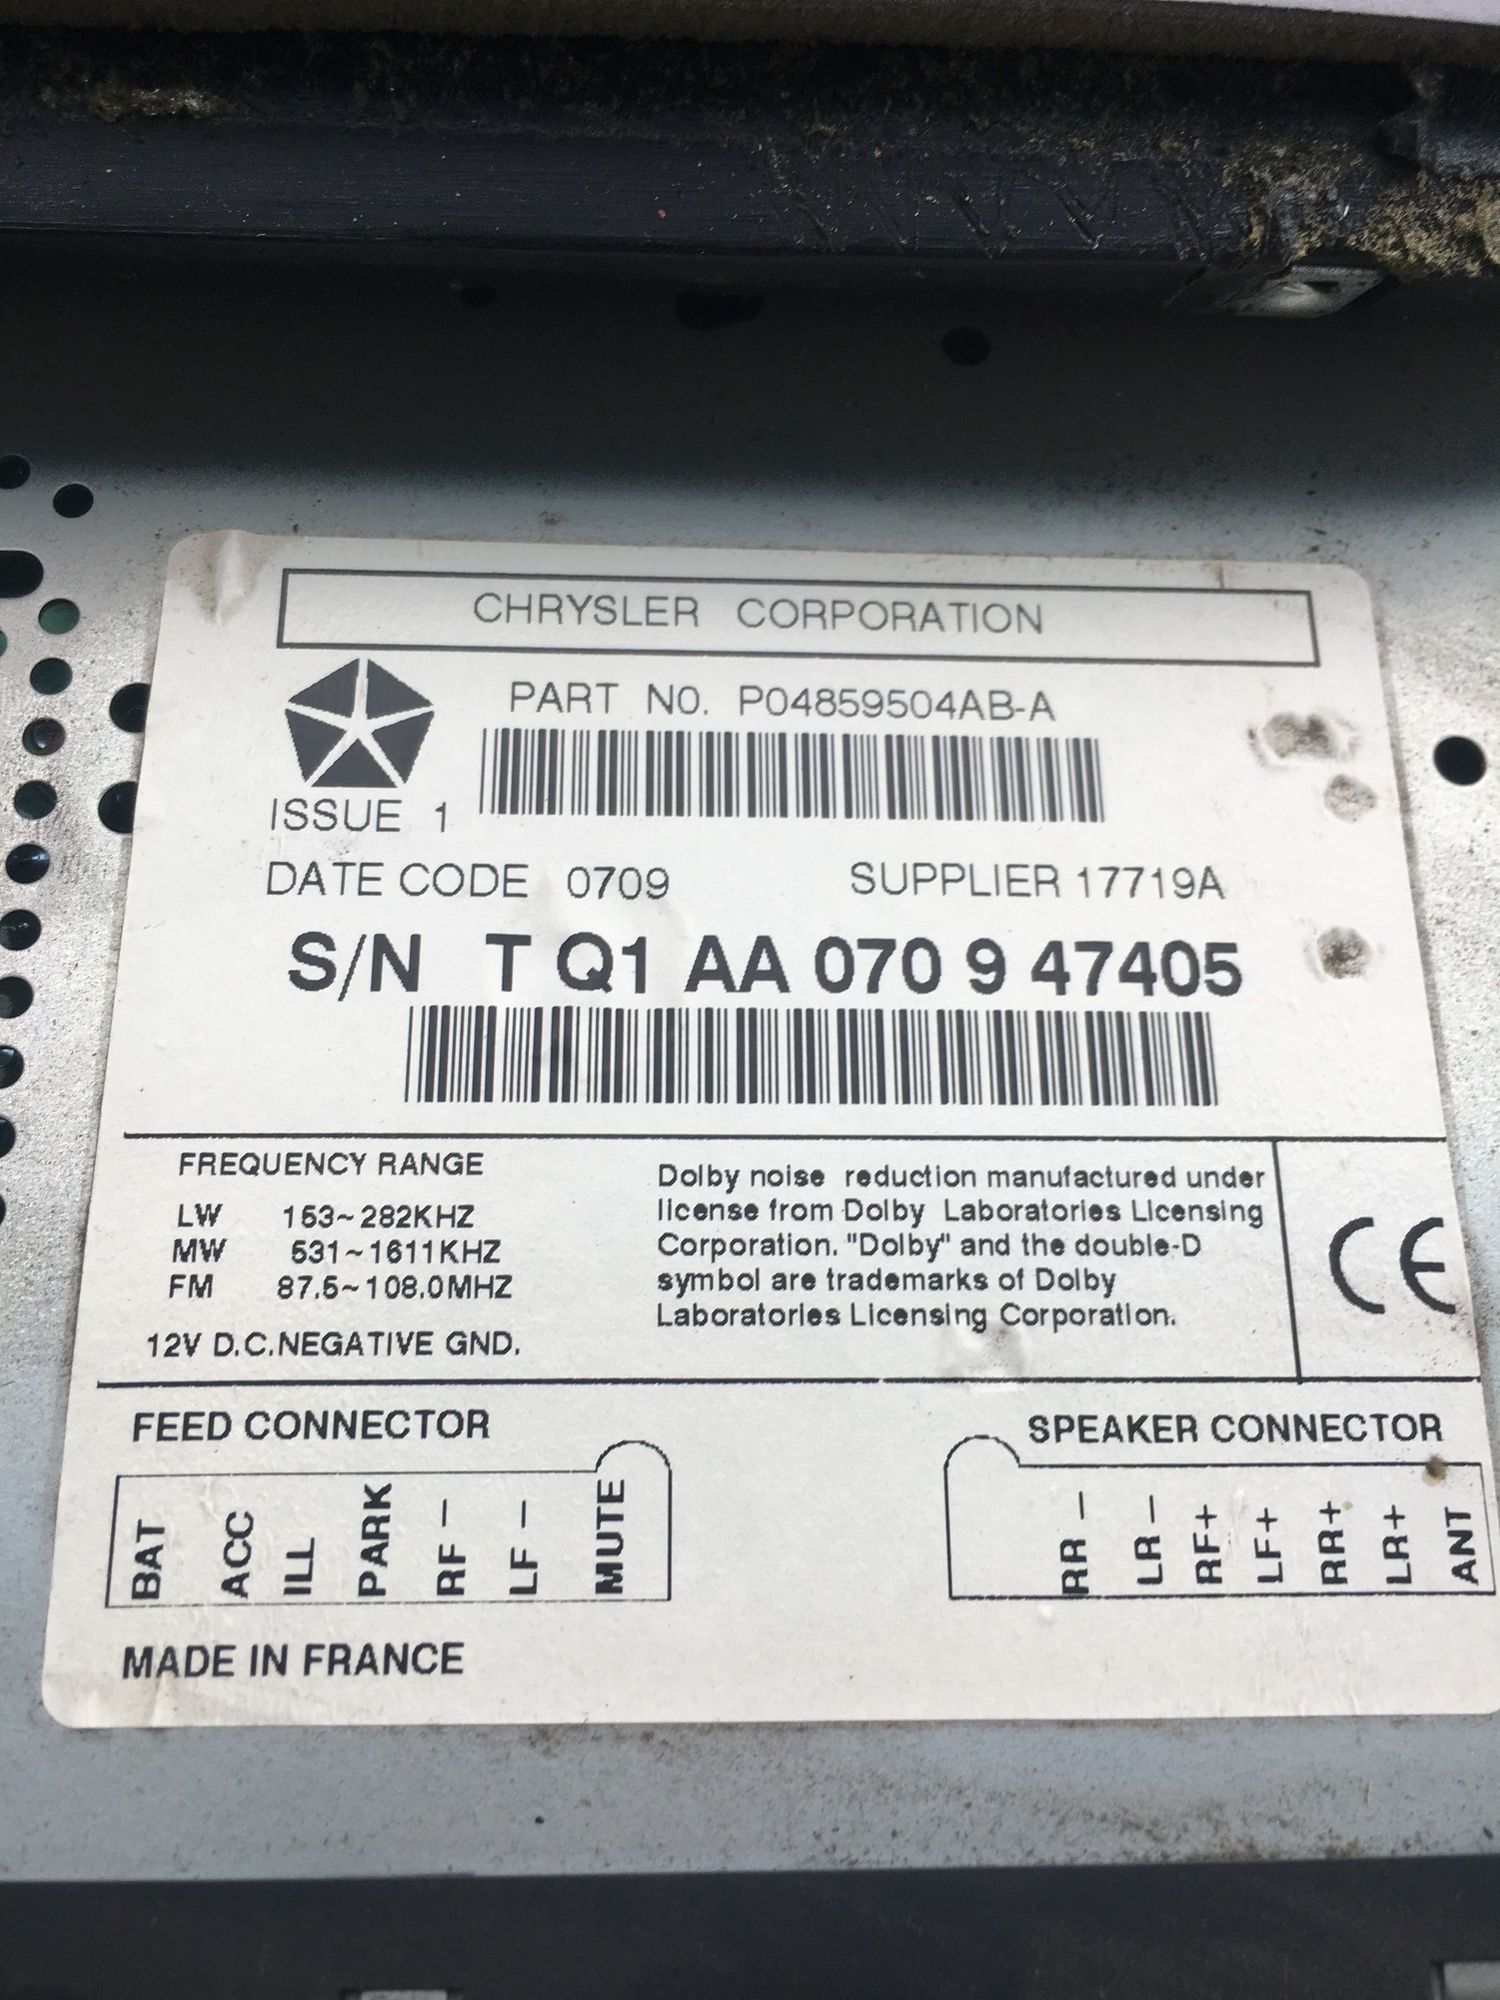 CHRYSLER CORPORATION
PART NO. P04859504AB-A
ISSUE 1
DATE CODE 0709 SUPPLIER 17719A
S/N T Q1 AA 070 9 47405
FREQUENCY RANGE
LW 153~282KHZ
MW 531~1611KHZ
FM 87.5~108.0MHZ
12V D.C.NEGATIVE GND.
Dolby noise reduction manufactured under
license from Dolby Laboratories Licensing
Corporation. "Dolby" and the double-D
symbol are trademarks of Dolby
Laboratories Licensing Corporation.
CE
FEED CONNECTOR
BAT ACC ILL PARK RF – LF – MUTE
SPEAKER CONNECTOR
RR – LR – RF+ LF+ RR+ LR+ ANT
MADE IN FRANCE